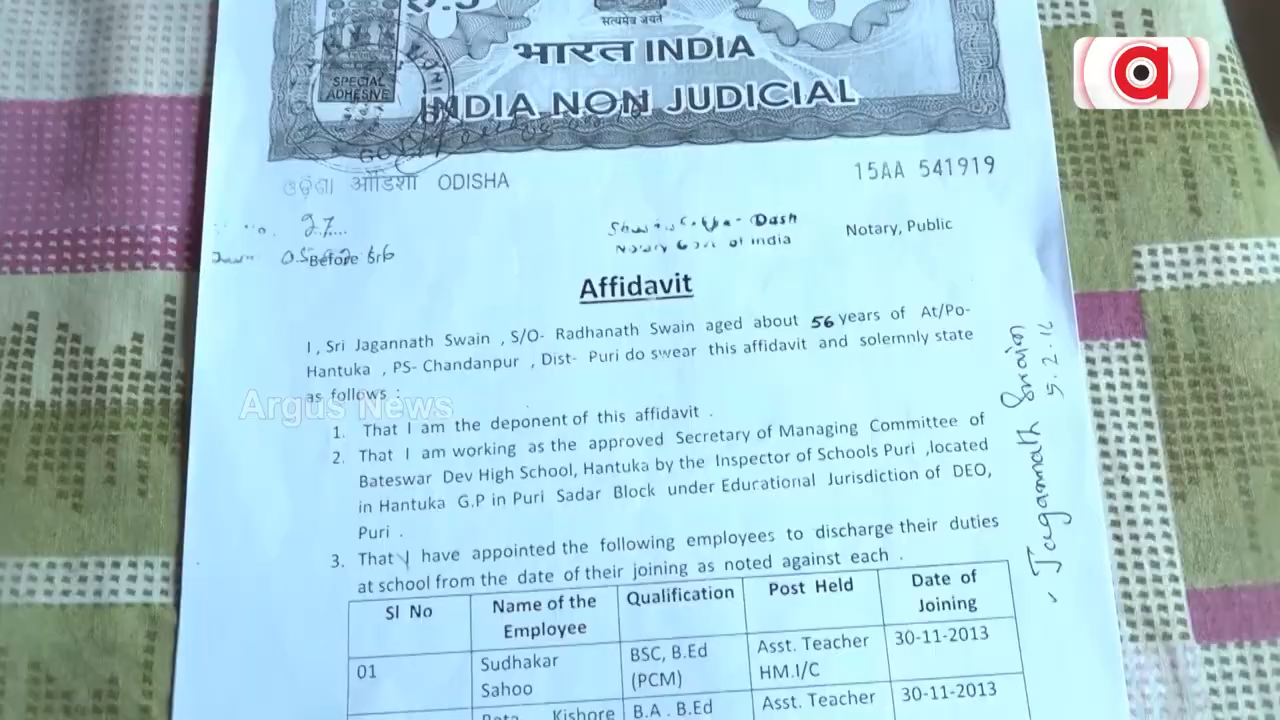 सत्यमेव जयते
भारत INDIA
SPECIAL
ADHESIVE
INDIA NON JUDICIAL
a
ଓଡ଼ିଶା ओडिशा ODISHA
15AA 541919
27...
Dash
Notary Govt of India
Notary, Public
Before
Affidavit
I, Sri Jagannath Swain , S/O- Radhanath Swain aged about 56 years of At/Po-
Hantuka , PS- Chandanpur , Dist- Puri do swear this affidavit and solemnly state
as follows :
Argus News
1. That I am the deponent of this affidavit .
2. That I am working as the approved Secretary of Managing Committee of
Bateswar Dev High School, Hantuka by the Inspector of Schools Puri ,located
in Hantuka G.P in Puri Sadar Block under Educational Jurisdiction of DEO,
Puri .
3. That I have appointed the following employees to discharge their duties
at school from the date of their joining as noted against each .
Jagannath Swain
5.2.16
Sl No
Name of the
Employee
Qualification
Post Held
Date of
Joining
01
Sudhakar
Sahoo
BSC, B.Ed
(PCM)
Asst. Teacher
HM.I/C
30-11-2013
Kishore
B.A . B.Ed
Asst. Teacher
30-11-2013